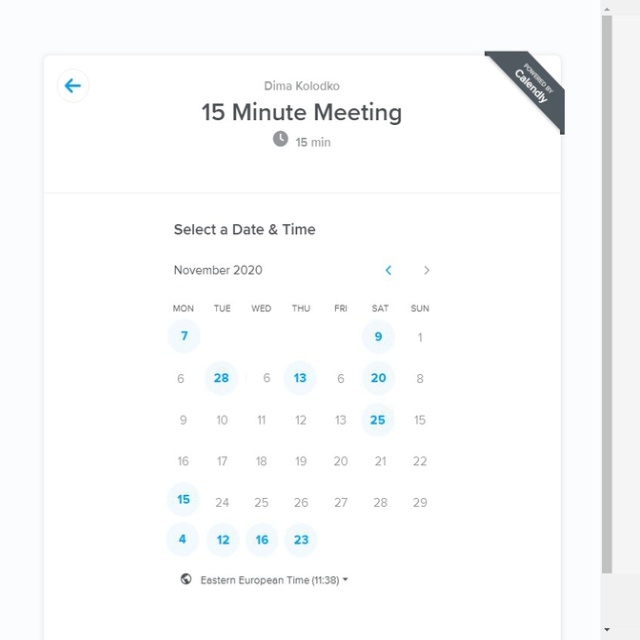 POWERED BY
Calendly
Dima Kolodko
15 Minute Meeting
15 min
Select a Date & Time
November 2020
MON TUE WED THU FRI SAT SUN
7 9 1
6 28 6 13 6 20 8
9 10 11 12 13 25 15
16 17 18 19 20 21 22
15 24 25 26 27 28 29
4 12 16 23
Eastern European Time (11:38)